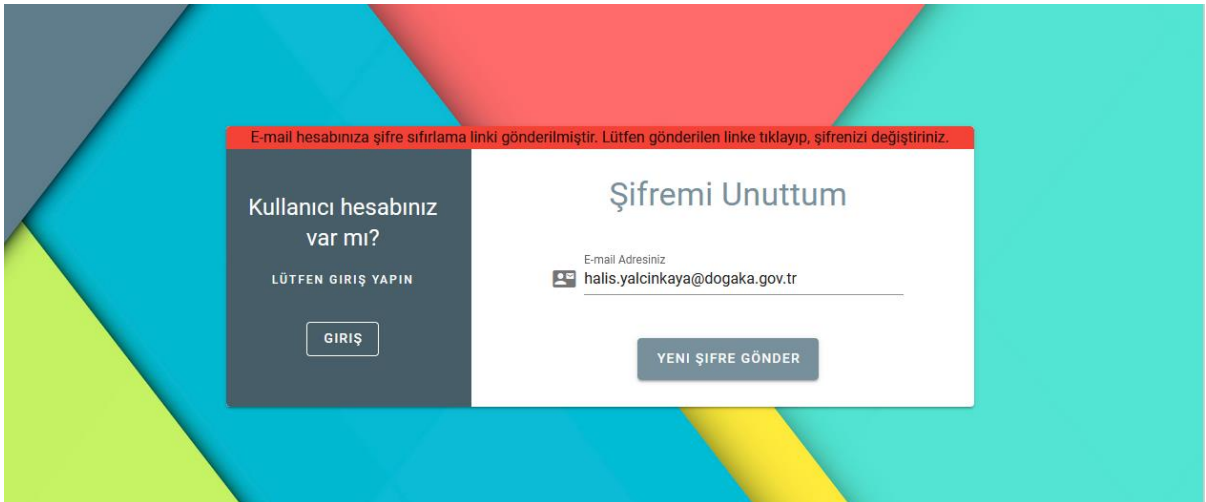 E-mail hesabınıza şifre sıfırlama linki gönderilmiştir. Lütfen gönderilen linke tıklayıp, şifrenizi değiştiriniz.
Kullanıcı hesabınız
var mı?
LÜTFEN GIRIŞ YAPIN
GIRIŞ
Şifremi Unuttum
E-mail Adresiniz
halis.yalcinkaya@dogaka.gov.tr
YENI ŞIFRE GÖNDER